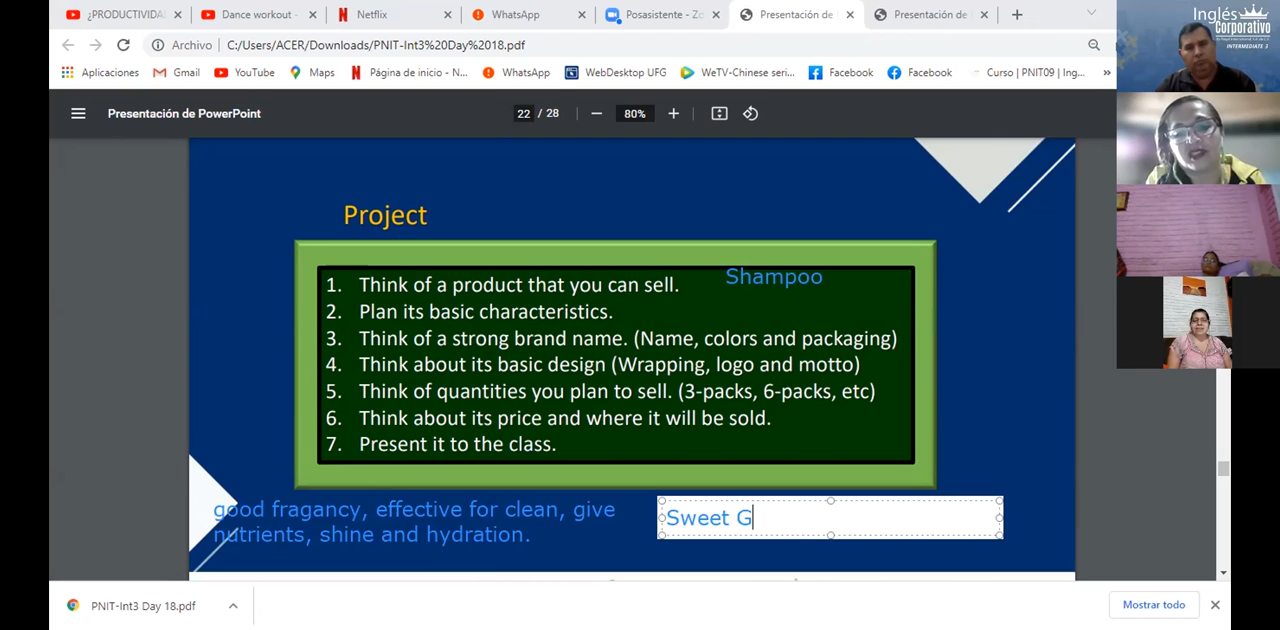 ¿PRODUCTIVIDA
Dance workout -
Netflix
WhatsApp
Posasistente - Zo
Presentación de
Presentación de
Archivo
C:/Users/ACER/Downloads/PNIT-Int3%20Day%2018.pdf
Aplicaciones
Gmail
YouTube
Maps
Página de inicio - N...
WhatsApp
WebDesktop UFG
WeTV-Chinese seri...
Facebook
Facebook
Curso | PNIT09 | Ing...
»
Presentación de PowerPoint
22 / 28
80%
Inglés
Corporativo
INTERMEDIATE 3
Project
Shampoo
1. Think of a product that you can sell.
2. Plan its basic characteristics.
3. Think of a strong brand name. (Name, colors and packaging)
4. Think about its basic design (Wrapping, logo and motto)
5. Think of quantities you plan to sell. (3-packs, 6-packs, etc)
6. Think about its price and where it will be sold.
7. Present it to the class.
good fragancy, effective for clean, give
nutrients, shine and hydration.
Sweet G
PNIT-Int3 Day 18.pdf
Mostrar todo